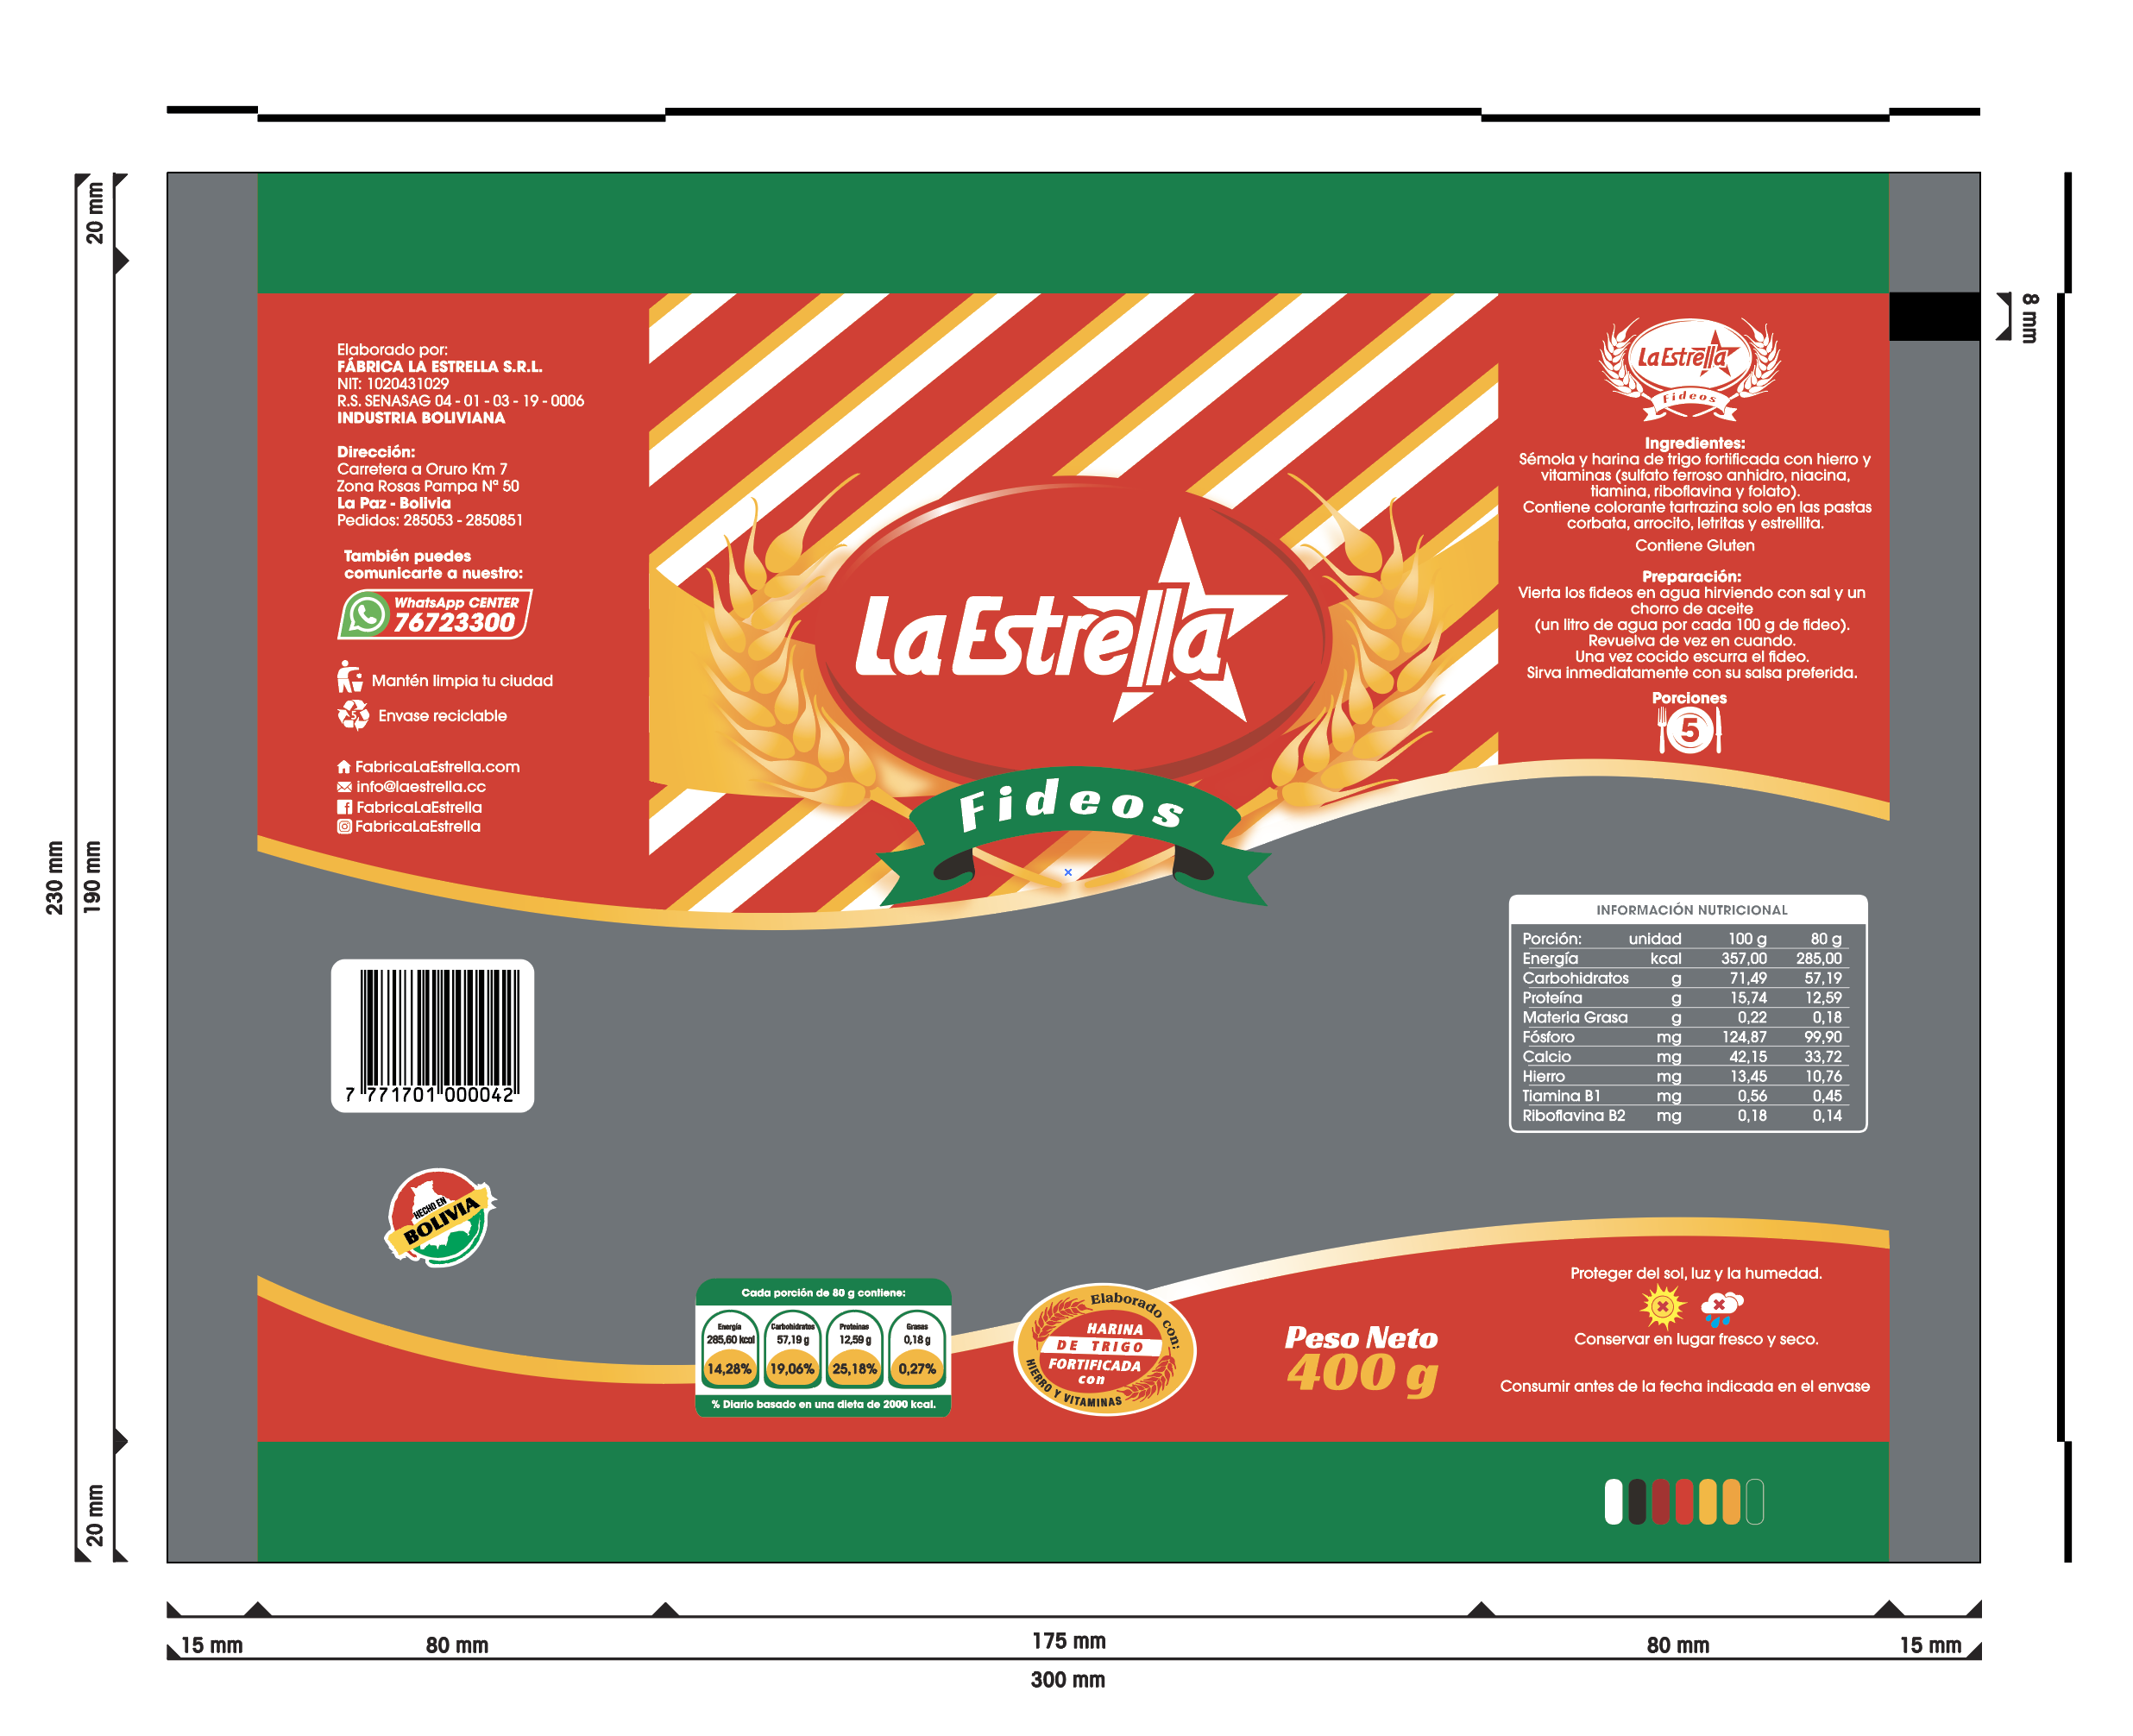 20 mm
230 mm
190 mm
20 mm
8 mm
Elaborado por:
FÁBRICA LA ESTRELLA S.R.L.
NIT: 1020431029
R.S. SENASAG 04 - 01 - 03 - 19 - 0006
INDUSTRIA BOLIVIANA
Dirección:
Carretera a Oruro Km 7
Zona Rosas Pampa Nº 50
La Paz - Bolivia
Pedidos: 285053 - 2850851
También puedes
comunicarte a nuestro:
WhatsApp CENTER
76723300
Mantén limpia tu ciudad
5
Envase reciclable
FabricaLaEstrella.com
info@laestrella.cc
FabricaLaEstrella
FabricaLaEstrella
La Estrella
Fideos
La Estrella
Fideos
Ingredientes:
Sémola y harina de trigo fortificada con hierro y
vitaminas (sulfato ferroso anhidro, niacina,
tiamina, riboflavina y folato).
Contiene colorante tartrazina solo en las pastas
corbata, arrocito, letritas y estrellita.
Contiene Gluten
Preparación:
Vierta los fideos en agua hirviendo con sal y un
chorro de aceite
(un litro de agua por cada 100 g de fideo).
Revuelva de vez en cuando.
Una vez cocido escurra el fideo.
Sirva inmediatamente con su salsa preferida.
Porciones
5
INFORMACIÓN NUTRICIONAL
Porción: unidad 100 g 80 g
Energía kcal 357,00 285,00
Carbohidratos g 71,49 57,19
Proteína g 15,74 12,59
Materia Grasa g 0,22 0,18
Fósforo mg 124,87 99,90
Calcio mg 42,15 33,72
Hierro mg 13,45 10,76
Tiamina B1 mg 0,56 0,45
Riboflavina B2 mg 0,18 0,14
7 771701 000042
HECHO EN
BOLIVIA
Cada porción de 80 g contiene:
Energía Carbohidratos Proteínas Grasas
285,60 kcal 57,19 g 12,59 g 0,18 g
14,28% 19,06% 25,18% 0,27%
% Diario basado en una dieta de 2000 kcal.
Elaborado con:
HARINA
DE TRIGO
FORTIFICADA
con
HIERRO Y VITAMINAS
Peso Neto
400 g
Proteger del sol, luz y la humedad.
Conservar en lugar fresco y seco.
Consumir antes de la fecha indicada en el envase
15 mm 80 mm 175 mm 80 mm 15 mm
300 mm